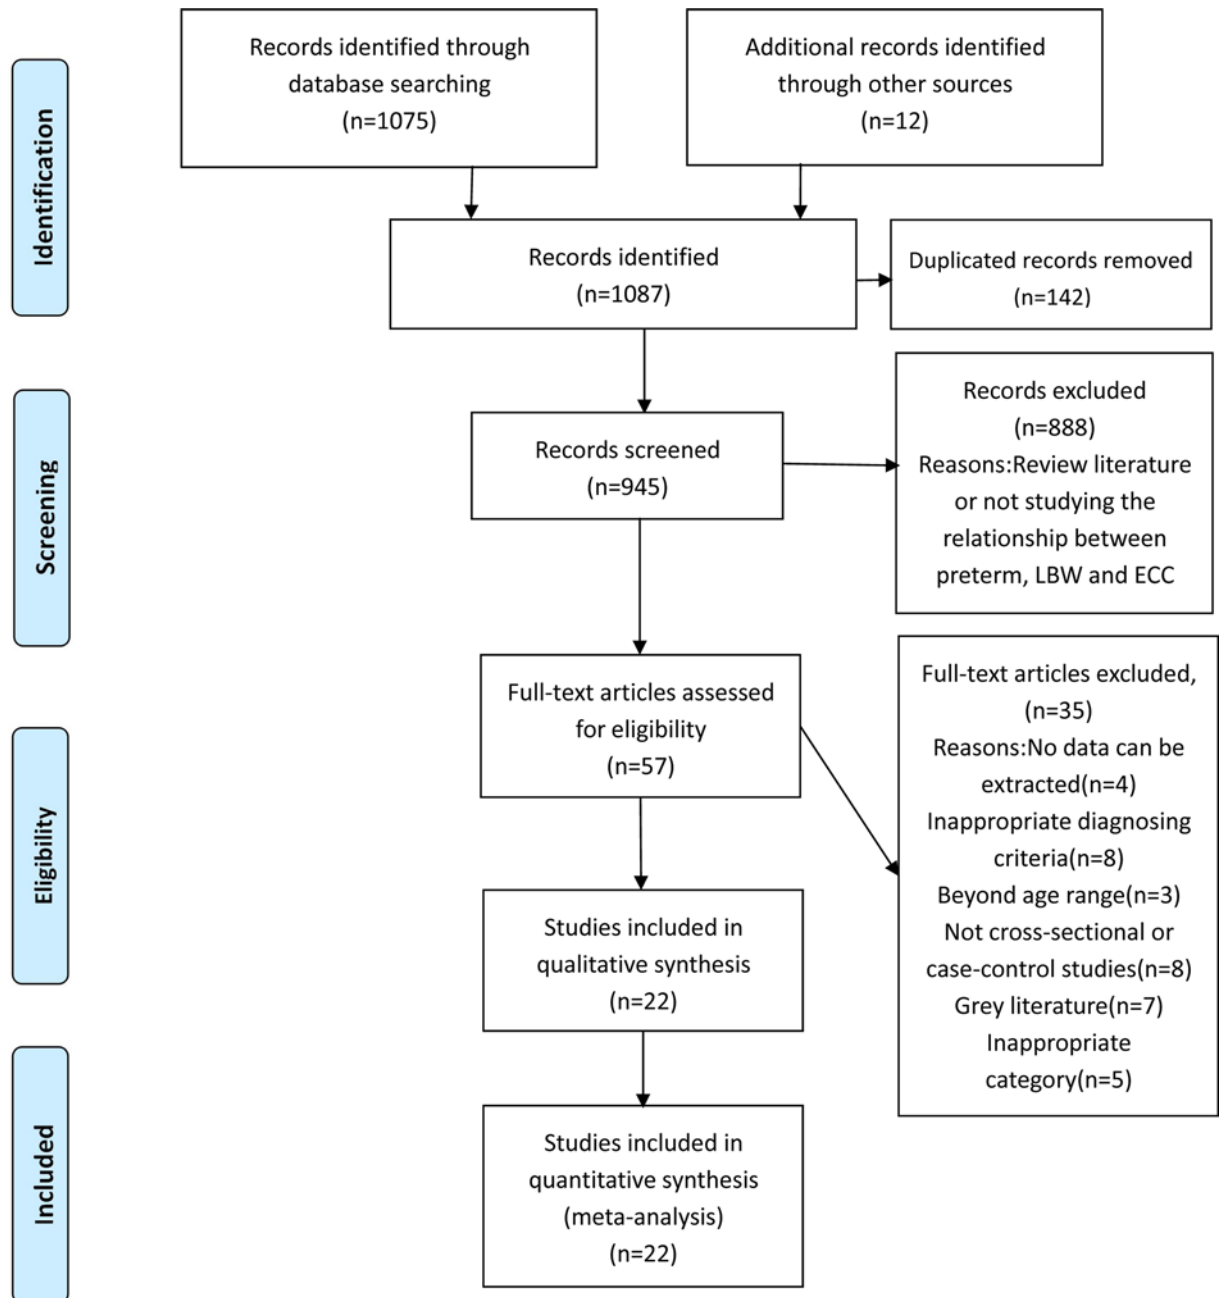 Identification
Records identified through
database searching
(n=1075)
Additional records identified
through other sources
(n=12)
Records identified
(n=1087)
Duplicated records removed
(n=142)
Screening
Records screened
(n=945)
Records excluded
(n=888)
Reasons:Review literature
or not studying the
relationship between
preterm, LBW and ECC
Eligibility
Full-text articles assessed
for eligibility
(n=57)
Full-text articles excluded,
(n=35)
Reasons:No data can be
extracted(n=4)
Inappropriate diagnosing
criteria(n=8)
Beyond age range(n=3)
Not cross-sectional or
case-control studies(n=8)
Grey literature(n=7)
Inappropriate
category(n=5)
Studies included in
qualitative synthesis
(n=22)
Included
Studies included in
quantitative synthesis
(meta-analysis)
(n=22)